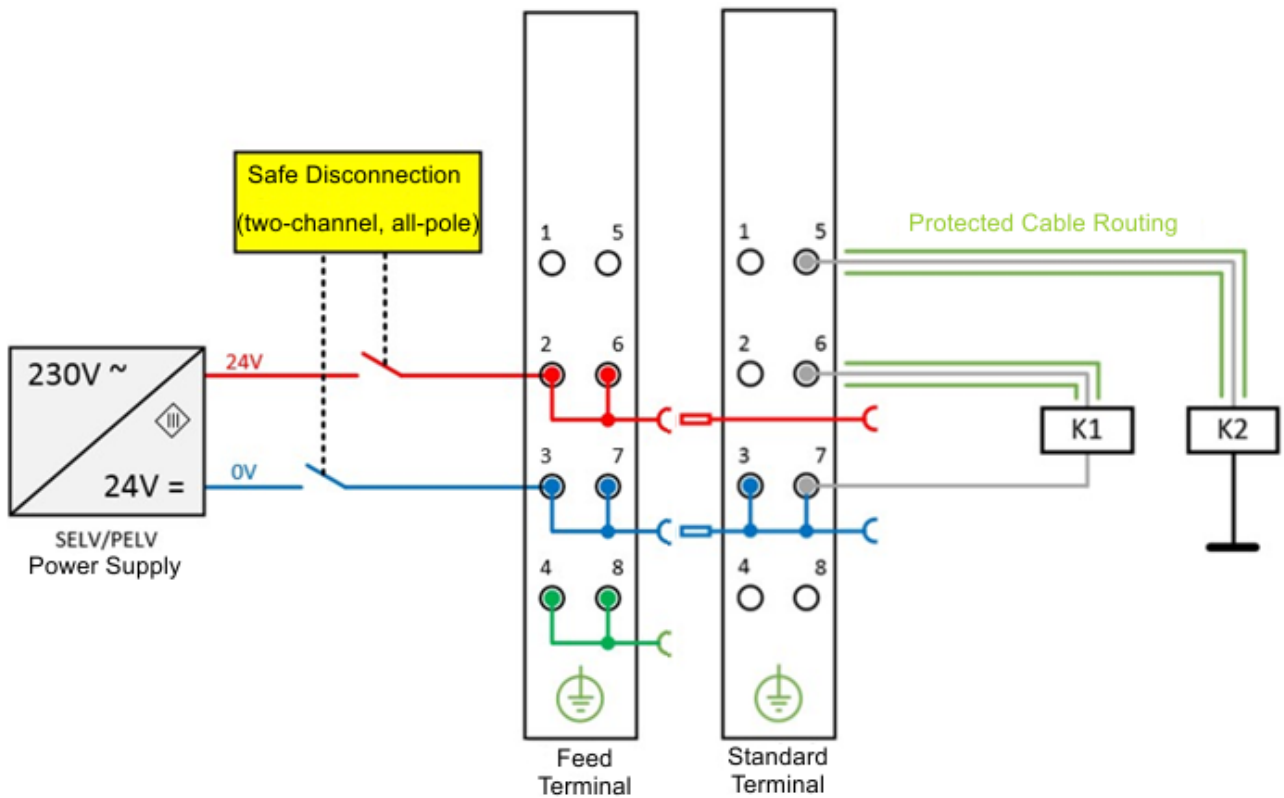 Safe Disconnection
(two-channel, all-pole)
230V ~
III
24V =
SELV/PELV
Power Supply
24V
0V
1 5
2 6
3 7
4 8
Feed
Terminal
1 5
2 6
3 7
4 8
Standard
Terminal
Protected Cable Routing
K1
K2